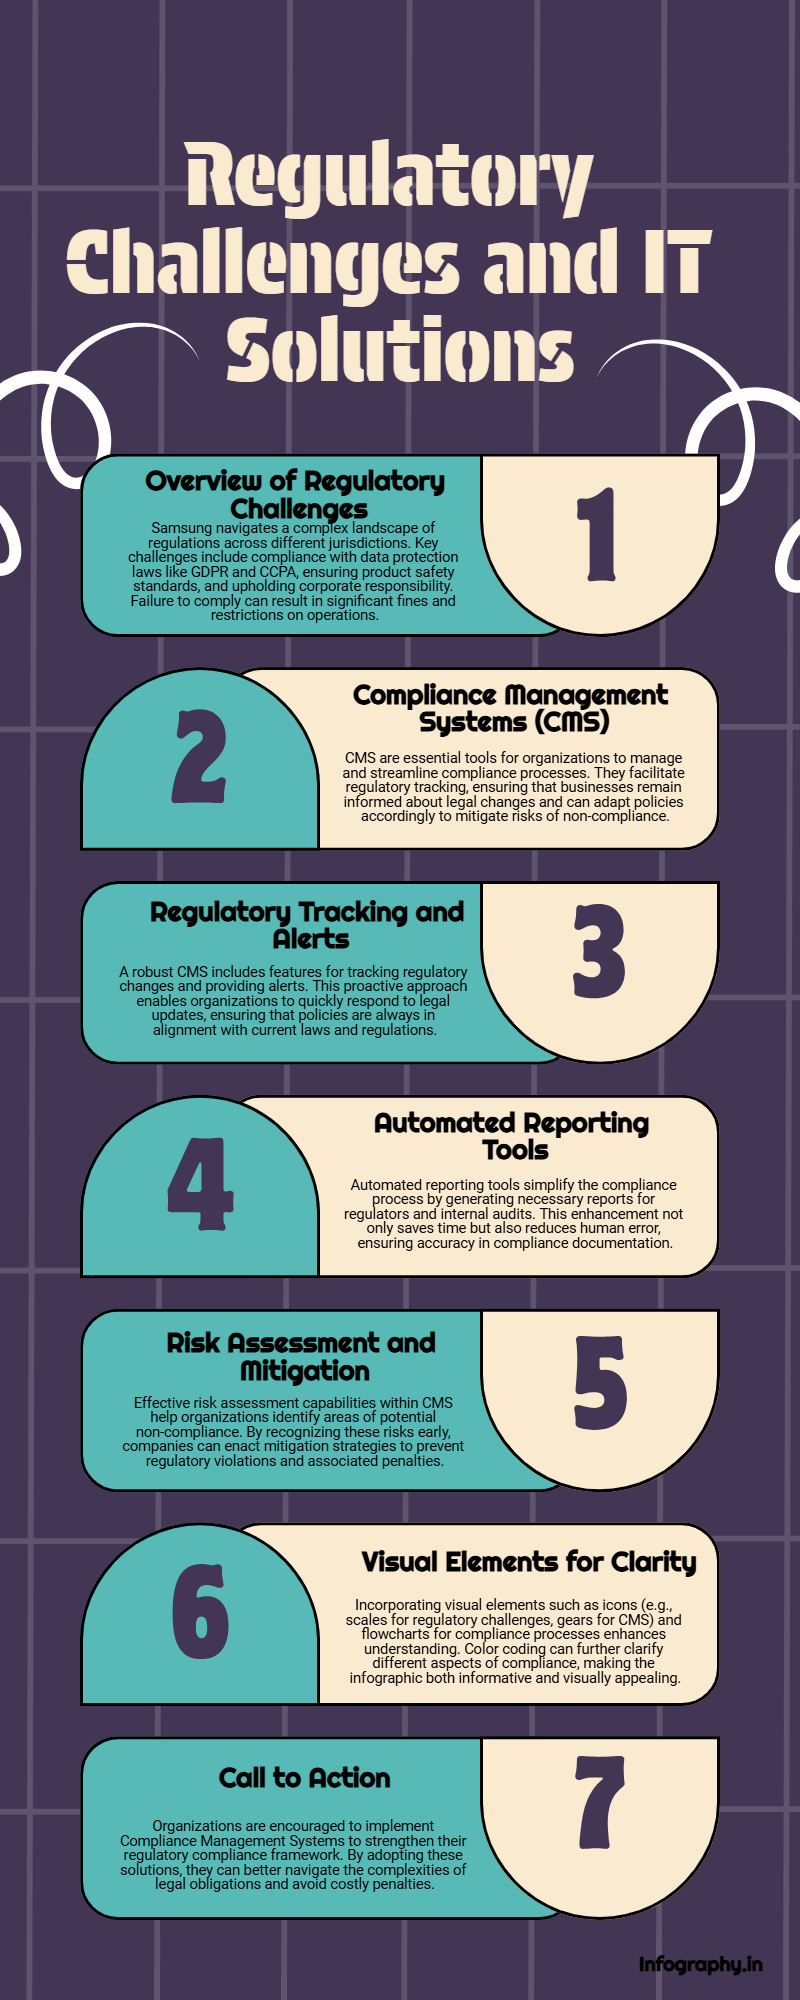 Regulatory
Challenges and IT
Solutions
Overview of Regulatory
Challenges
Samsung navigates a complex landscape of
regulations across different jurisdictions. Key
challenges include compliance with data protection
laws like GDPR and CCPA, ensuring product safety
standards, and upholding corporate responsibility.
Failure to comply can result in significant fines and
restrictions on operations.
1
2
Compliance Management
Systems (CMS)
CMS are essential tools for organizations to manage
and streamline compliance processes. They facilitate
regulatory tracking, ensuring that businesses remain
informed about legal changes and can adapt policies
accordingly to mitigate risks of non-compliance.
Regulatory Tracking and
Alerts
A robust CMS includes features for tracking regulatory
changes and providing alerts. This proactive approach
enables organizations to quickly respond to legal
updates, ensuring that policies are always in
alignment with current laws and regulations.
3
4
Automated Reporting
Tools
Automated reporting tools simplify the compliance
process by generating necessary reports for
regulators and internal audits. This enhancement not
only saves time but also reduces human error,
ensuring accuracy in compliance documentation.
Risk Assessment and
Mitigation
Effective risk assessment capabilities within CMS
help organizations identify areas of potential
non-compliance. By recognizing these risks early,
companies can enact mitigation strategies to prevent
regulatory violations and associated penalties.
5
6
Visual Elements for Clarity
Incorporating visual elements such as icons (e.g.,
scales for regulatory challenges, gears for CMS) and
flowcharts for compliance processes enhances
understanding. Color coding can further clarify
different aspects of compliance, making the
infographic both informative and visually appealing.
Call to Action
Organizations are encouraged to implement
Compliance Management Systems to strengthen their
regulatory compliance framework. By adopting these
solutions, they can better navigate the complexities of
legal obligations and avoid costly penalties.
7
Infography.in